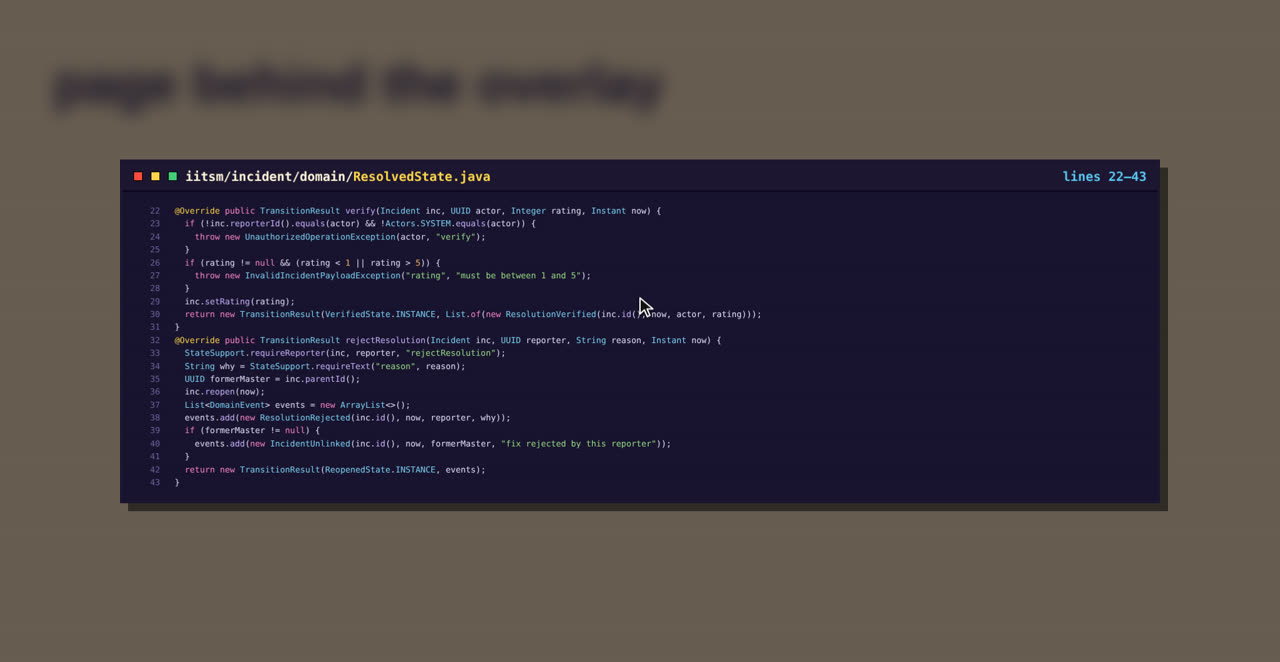 page behind the overlay
iitsm/incident/domain/ResolvedState.java lines 22–43
22 @Override public TransitionResult verify(Incident inc, UUID actor, Integer rating, Instant now) {
23 if (!inc.reporterId().equals(actor) && !Actors.SYSTEM.equals(actor)) {
24 throw new UnauthorizedOperationException(actor, "verify");
25 }
26 if (rating != null && (rating < 1 || rating > 5)) {
27 throw new InvalidIncidentPayloadException("rating", "must be between 1 and 5");
28 }
29 inc.setRating(rating);
30 return new TransitionResult(VerifiedState.INSTANCE, List.of(new ResolutionVerified(inc.id(), now, actor, rating)));
31 }
32 @Override public TransitionResult rejectResolution(Incident inc, UUID reporter, String reason, Instant now) {
33 StateSupport.requireReporter(inc, reporter, "rejectResolution");
34 String why = StateSupport.requireText("reason", reason);
35 UUID formerMaster = inc.parentId();
36 inc.reopen(now);
37 List<DomainEvent> events = new ArrayList<>();
38 events.add(new ResolutionRejected(inc.id(), now, reporter, why));
39 if (formerMaster != null) {
40 events.add(new IncidentUnlinked(inc.id(), now, formerMaster, "fix rejected by this reporter"));
41 }
42 return new TransitionResult(ReopenedState.INSTANCE, events);
43 }